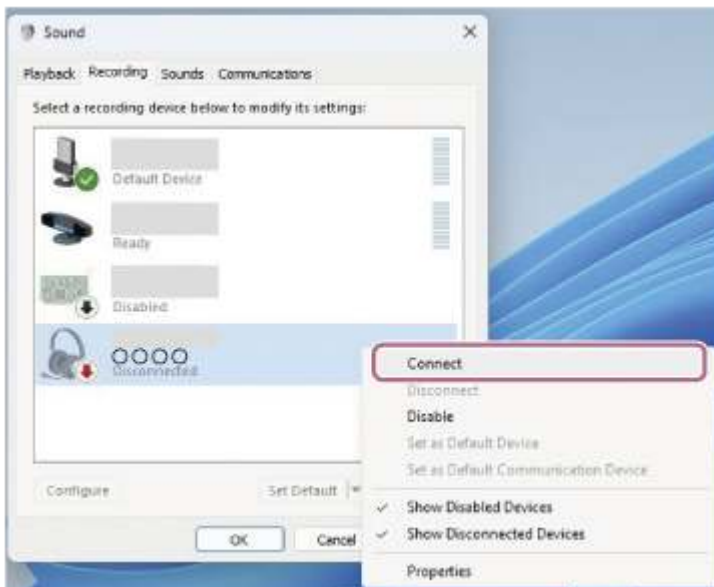 Sound
Playback Recording Sounds Communications
Select a recording device below to modify its settings:
Default Device
Ready
Disabled
○○○○
Disconnected
Connect
Disconnect
Disable
Set as Default Device
Set as Default Communication Device
Configure
Set Default
Show Disabled Devices
OK
Cancel
Show Disconnected Devices
Properties